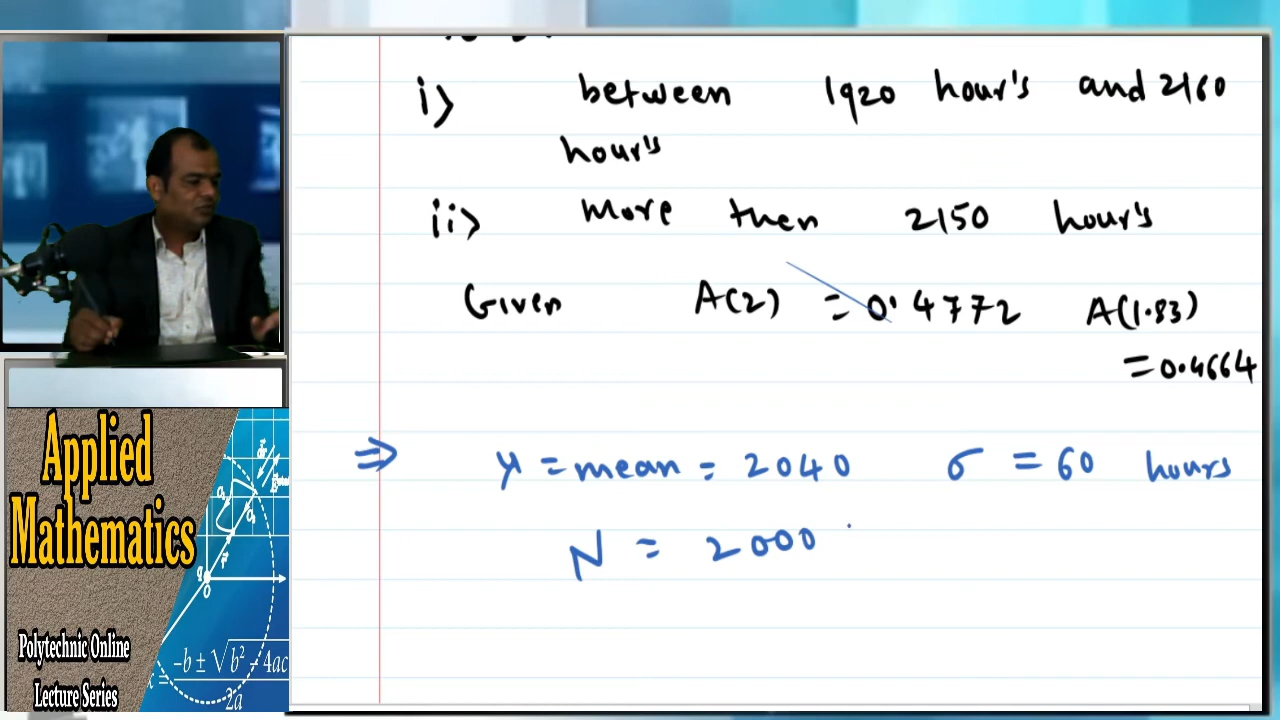 i> between 1920 hour's and 2160
hour's
ii> More then 2150 hour's
Given A(2) = 0.4772 A(1.83)
= 0.4664
⇒ μ = mean = 2040 σ = 60 hours
N = 2000
Applied
Mathematics
Polytechnic Online
Lecture Series
-b ± √b² - 4ac
2a